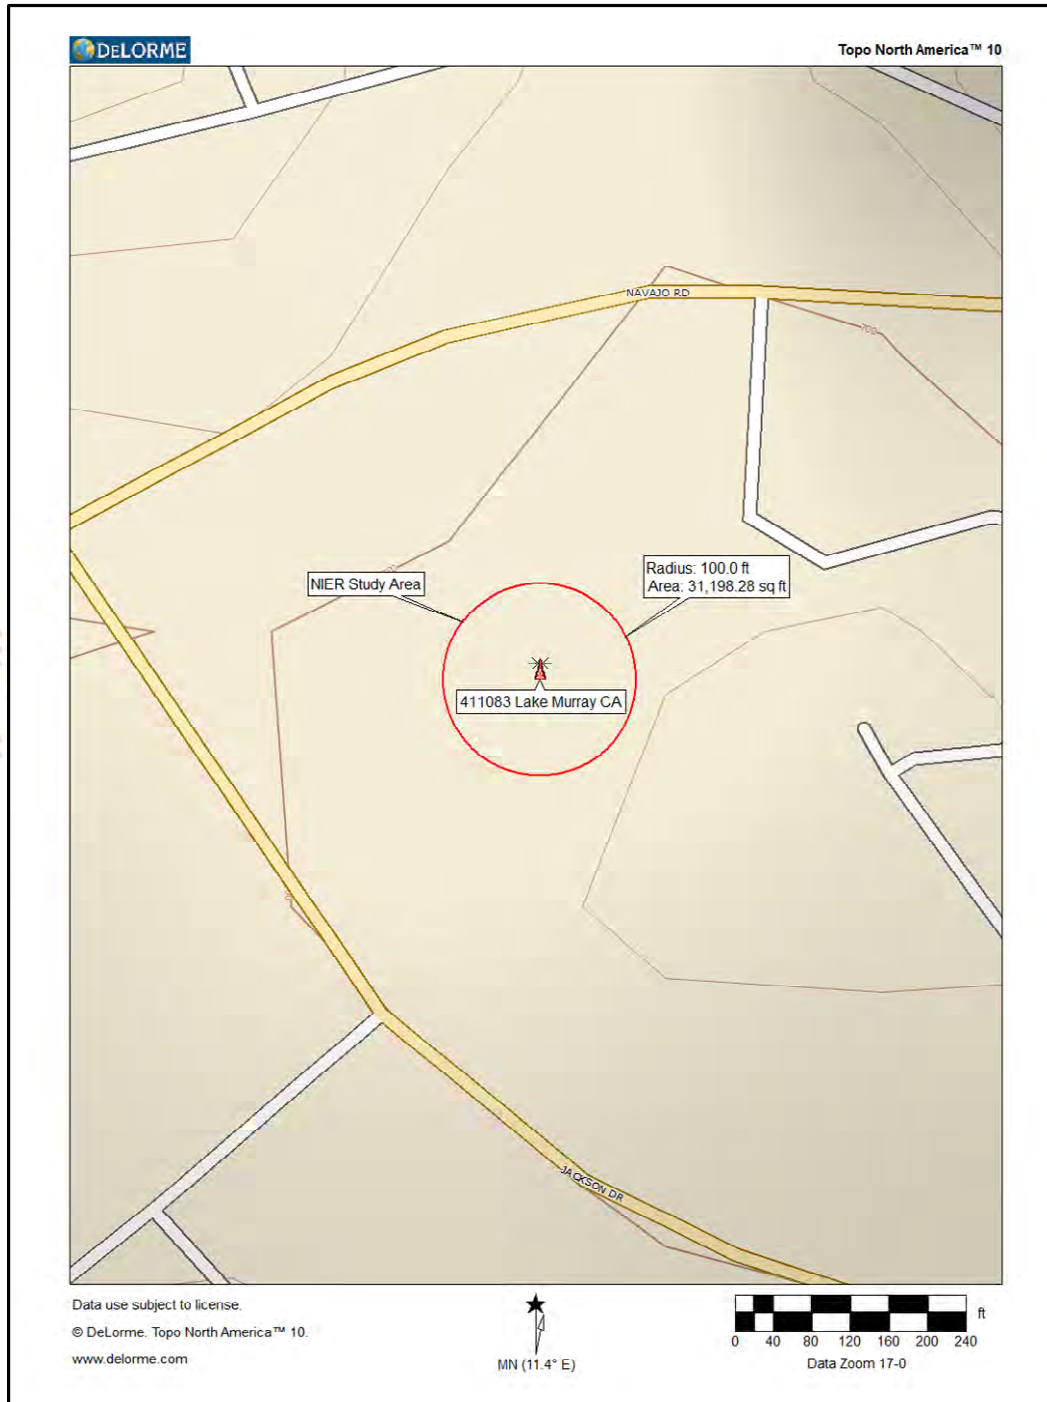 DELORME
Topo North America™ 10
NAVAJO RD
700
NIER Study Area
Radius: 100.0 ft
Area: 31,198.28 sq ft
411083 Lake Murray CA
JACKSON DR
Data use subject to license.
© DeLorme. Topo North America™ 10.
www.delorme.com
MN (11.4° E)
ft
0 40 80 120 160 200 240
Data Zoom 17-0